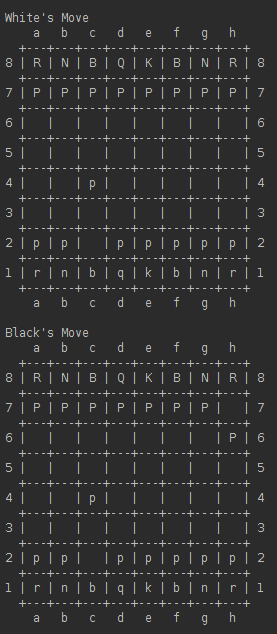 White's Move
    a   b   c   d   e   f   g   h
  +---+---+---+---+---+---+---+---+
8 | R | N | B | Q | K | B | N | R | 8
  +---+---+---+---+---+---+---+---+
7 | P | P | P | P | P | P | P | P | 7
  +---+---+---+---+---+---+---+---+
6 |   |   |   |   |   |   |   |   | 6
  +---+---+---+---+---+---+---+---+
5 |   |   |   |   |   |   |   |   | 5
  +---+---+---+---+---+---+---+---+
4 |   |   | p |   |   |   |   |   | 4
  +---+---+---+---+---+---+---+---+
3 |   |   |   |   |   |   |   |   | 3
  +---+---+---+---+---+---+---+---+
2 | p | p |   | p | p | p | p | p | 2
  +---+---+---+---+---+---+---+---+
1 | r | n | b | q | k | b | n | r | 1
  +---+---+---+---+---+---+---+---+
    a   b   c   d   e   f   g   h
Black's Move
    a   b   c   d   e   f   g   h
  +---+---+---+---+---+---+---+---+
8 | R | N | B | Q | K | B | N | R | 8
  +---+---+---+---+---+---+---+---+
7 | P | P | P | P | P | P | P |   | 7
  +---+---+---+---+---+---+---+---+
6 |   |   |   |   |   |   |   | P | 6
  +---+---+---+---+---+---+---+---+
5 |   |   |   |   |   |   |   |   | 5
  +---+---+---+---+---+---+---+---+
4 |   |   | p |   |   |   |   |   | 4
  +---+---+---+---+---+---+---+---+
3 |   |   |   |   |   |   |   |   | 3
  +---+---+---+---+---+---+---+---+
2 | p | p |   | p | p | p | p | p | 2
  +---+---+---+---+---+---+---+---+
1 | r | n | b | q | k | b | n | r | 1
  +---+---+---+---+---+---+---+---+
    a   b   c   d   e   f   g   h